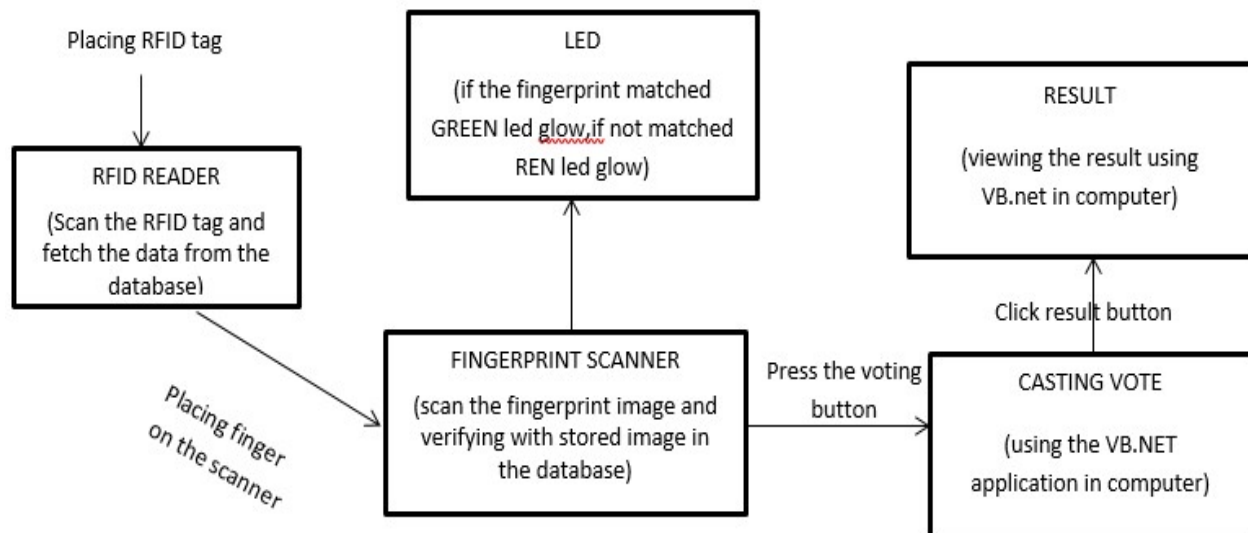 Placing RFID tag
RFID READER
(Scan the RFID tag and
fetch the data from the
database)
Placing finger
on the scanner
LED
(if the fingerprint matched
GREEN led glow,if not matched
REN led glow)
FINGERPRINT SCANNER
(scan the fingerprint image and
verifying with stored image in
the database)
Press the voting
button
CASTING VOTE
(using the VB.NET
application in computer)
Click result button
RESULT
(viewing the result using
VB.net in computer)